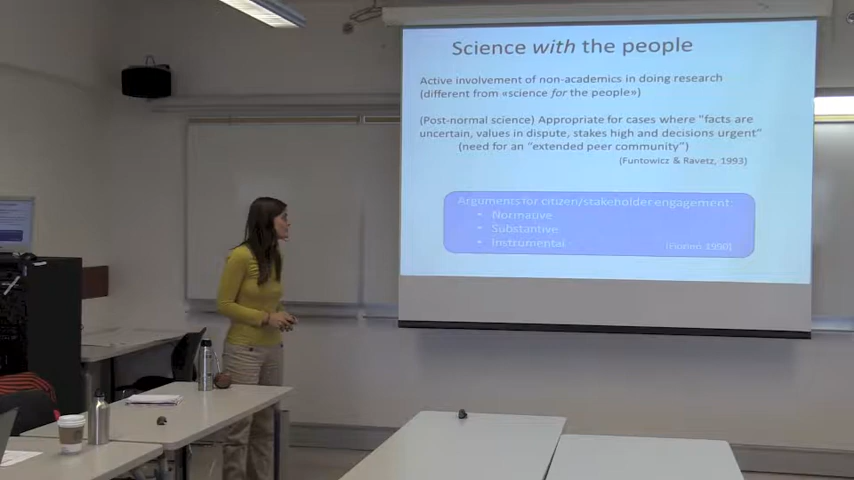 Science with the people
Active involvement of non-academics in doing research
(different from «science for the people»)
(Post-normal science) Appropriate for cases where "facts are
uncertain, values in dispute, stakes high and decisions urgent"
(need for an "extended peer community")
(Funtowicz & Ravetz, 1993)
Arguments for citizen/stakeholder engagement:
• Normative
• Substantive
• Instrumental
(Fiorino 1990)